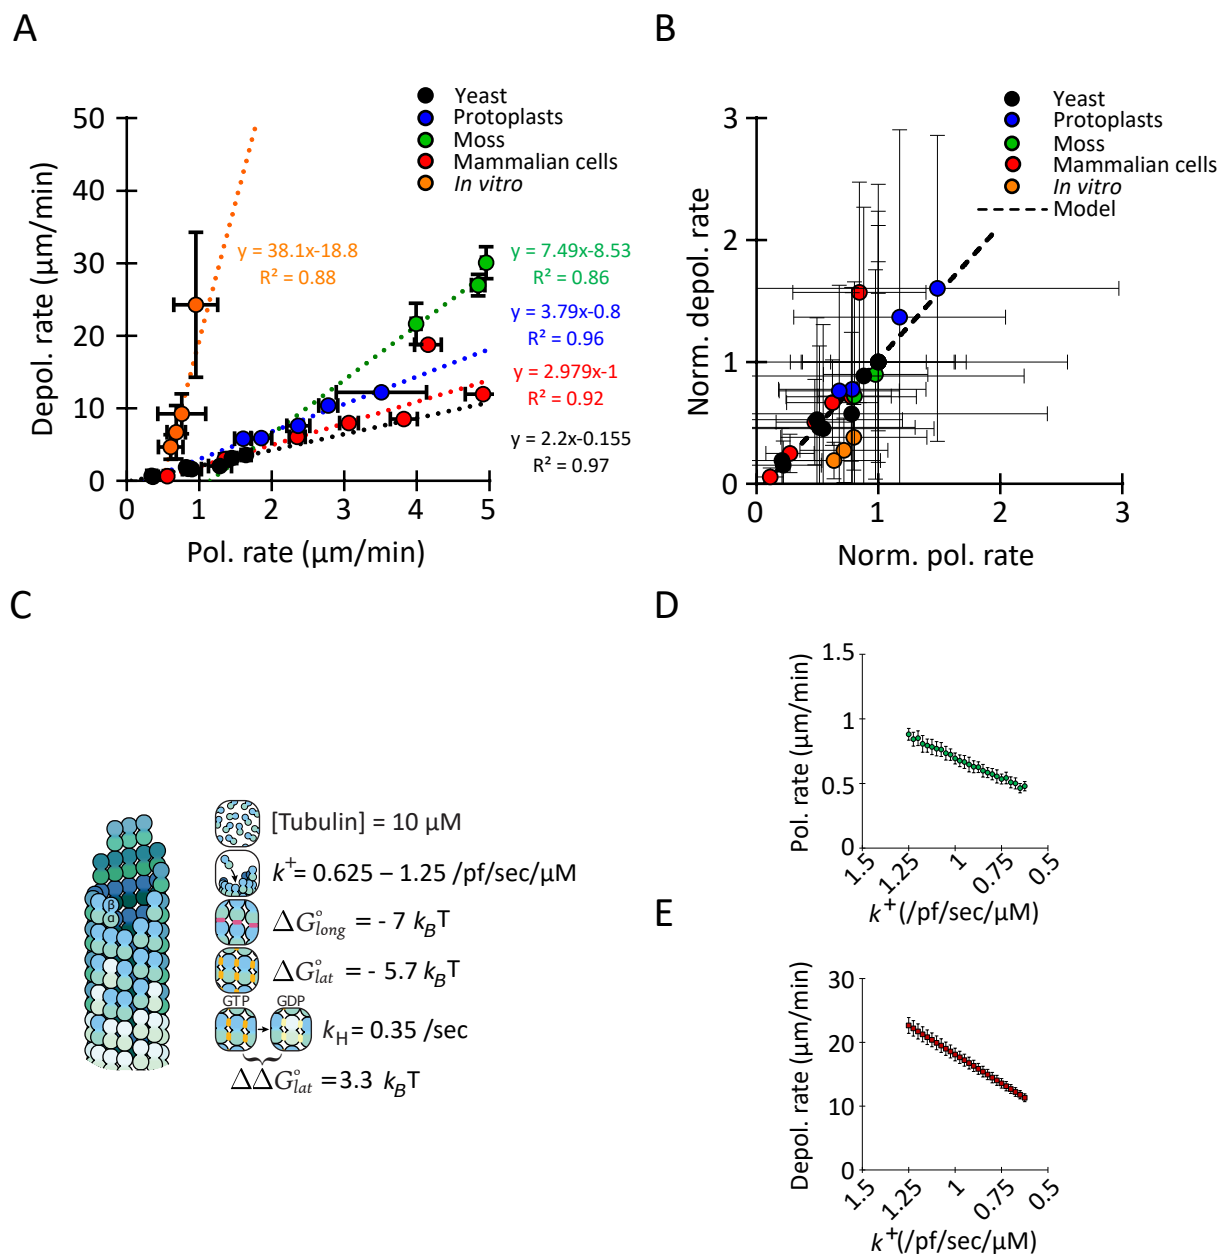 A
Yeast
Protoplasts
Moss
Mammalian cells
In vitro
50
40
30
20
10
0
Depol. rate (µm/min)
y = 38.1x-18.8
R² = 0.88
y = 7.49x-8.53
R² = 0.86
y = 3.79x-0.8
R² = 0.96
y = 2.979x-1
R² = 0.92
y = 2.2x-0.155
R² = 0.97
0 1 2 3 4 5
Pol. rate (µm/min)
B
Yeast
Protoplasts
Moss
Mammalian cells
In vitro
Model
3
2
1
0
Norm. depol. rate
0 1 2 3
Norm. pol. rate
C
β
α
[Tubulin] = 10 µM
k⁺= 0.625 – 1.25 /pf/sec/µM
ΔG°long = - 7 kBT
ΔG°lat = - 5.7 kBT
GTP GDP
kH = 0.35 /sec
ΔΔG°lat =3.3 kBT
D
1.5
1
0.5
0
Pol. rate (µm/min)
1.5 1.25 1 0.75 0.5
k⁺(/pf/sec/µM)
E
30
20
10
0
Depol. rate (µm/min)
1.5 1.25 1 0.75 0.5
k⁺(/pf/sec/µM)